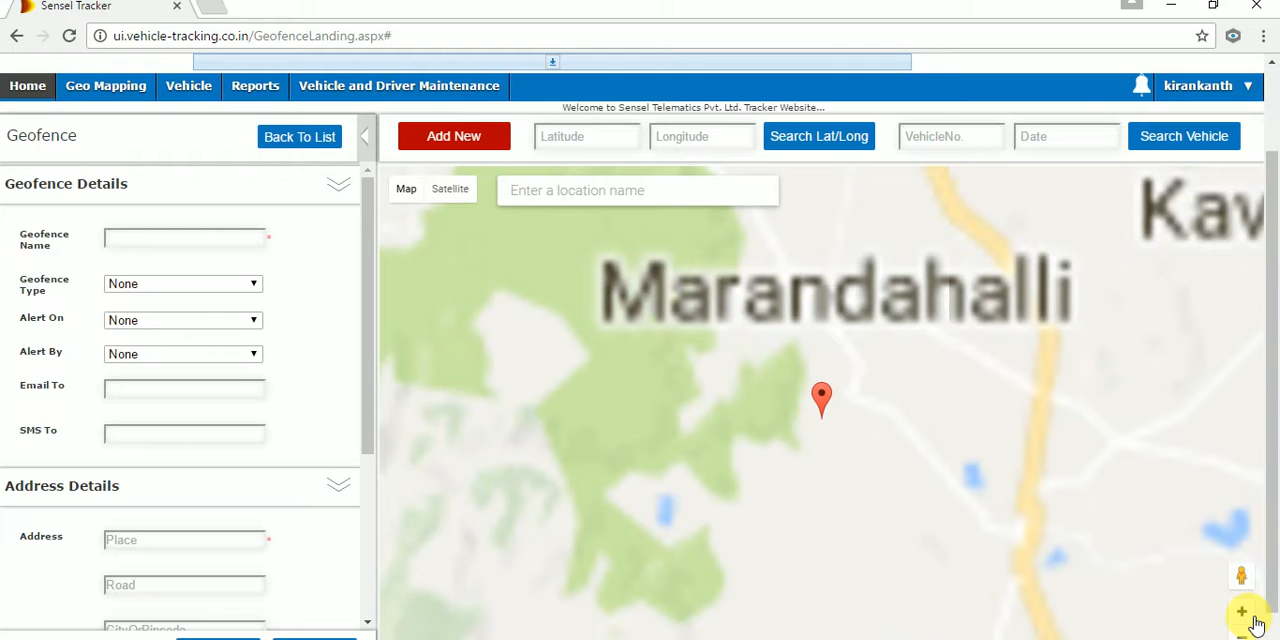 Sensel Tracker
ui.vehicle-tracking.co.in/GeofenceLanding.aspx#
Home Geo Mapping Vehicle Reports Vehicle and Driver Maintenance kirankanth
Welcome to Sensel Telematics Pvt. Ltd. Tracker Website...
Geofence Back To List Add New Latitude Longitude Search Lat/Long VehicleNo. Date Search Vehicle
Geofence Details
Map Satellite Enter a location name
Kav
Marandahalli
Geofence
Name *
Geofence
Type None
Alert On None
Alert By None
Email To
SMS To
Address Details
Address Place *
Road
CityOrPincode